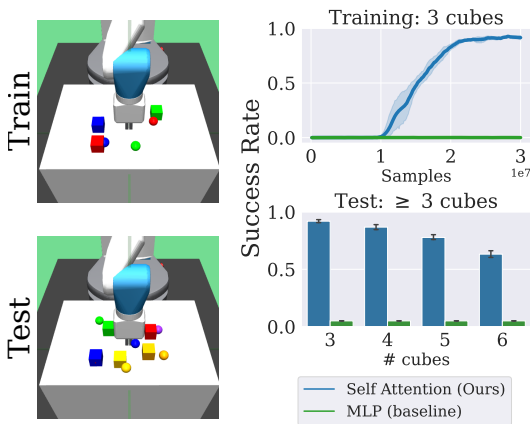 Train
Test
Success Rate
Training: 3 cubes
1.0
0.5
0.0
0 1 2 3
Samples
1e7
Test: ≥ 3 cubes
1.0
0.5
0.0
3 4 5 6
# cubes
Self Attention (Ours)
MLP (baseline)